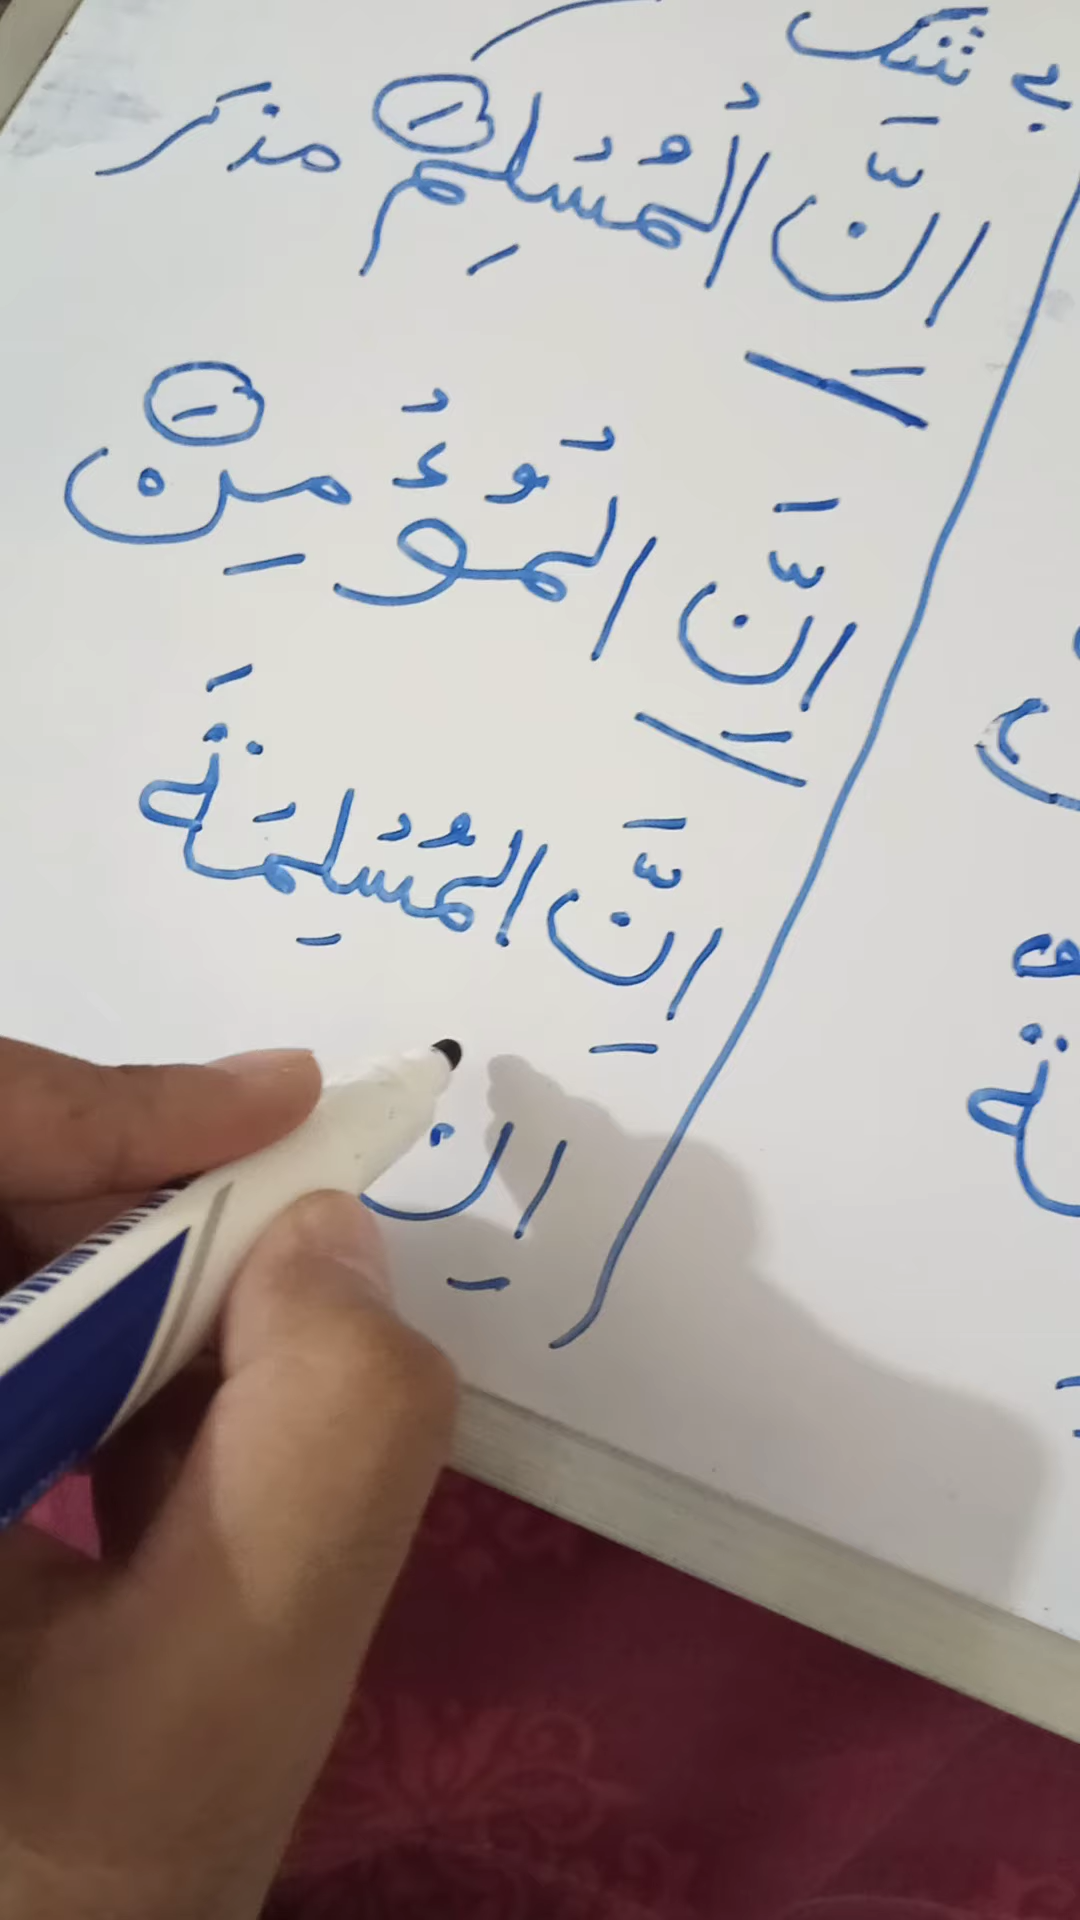 اِنَّ الْمُسْلِمَ مذكر
اِنَّ الْمُؤْمِنَ
اِنَّ الْمُسْلِمَةَ
اِن